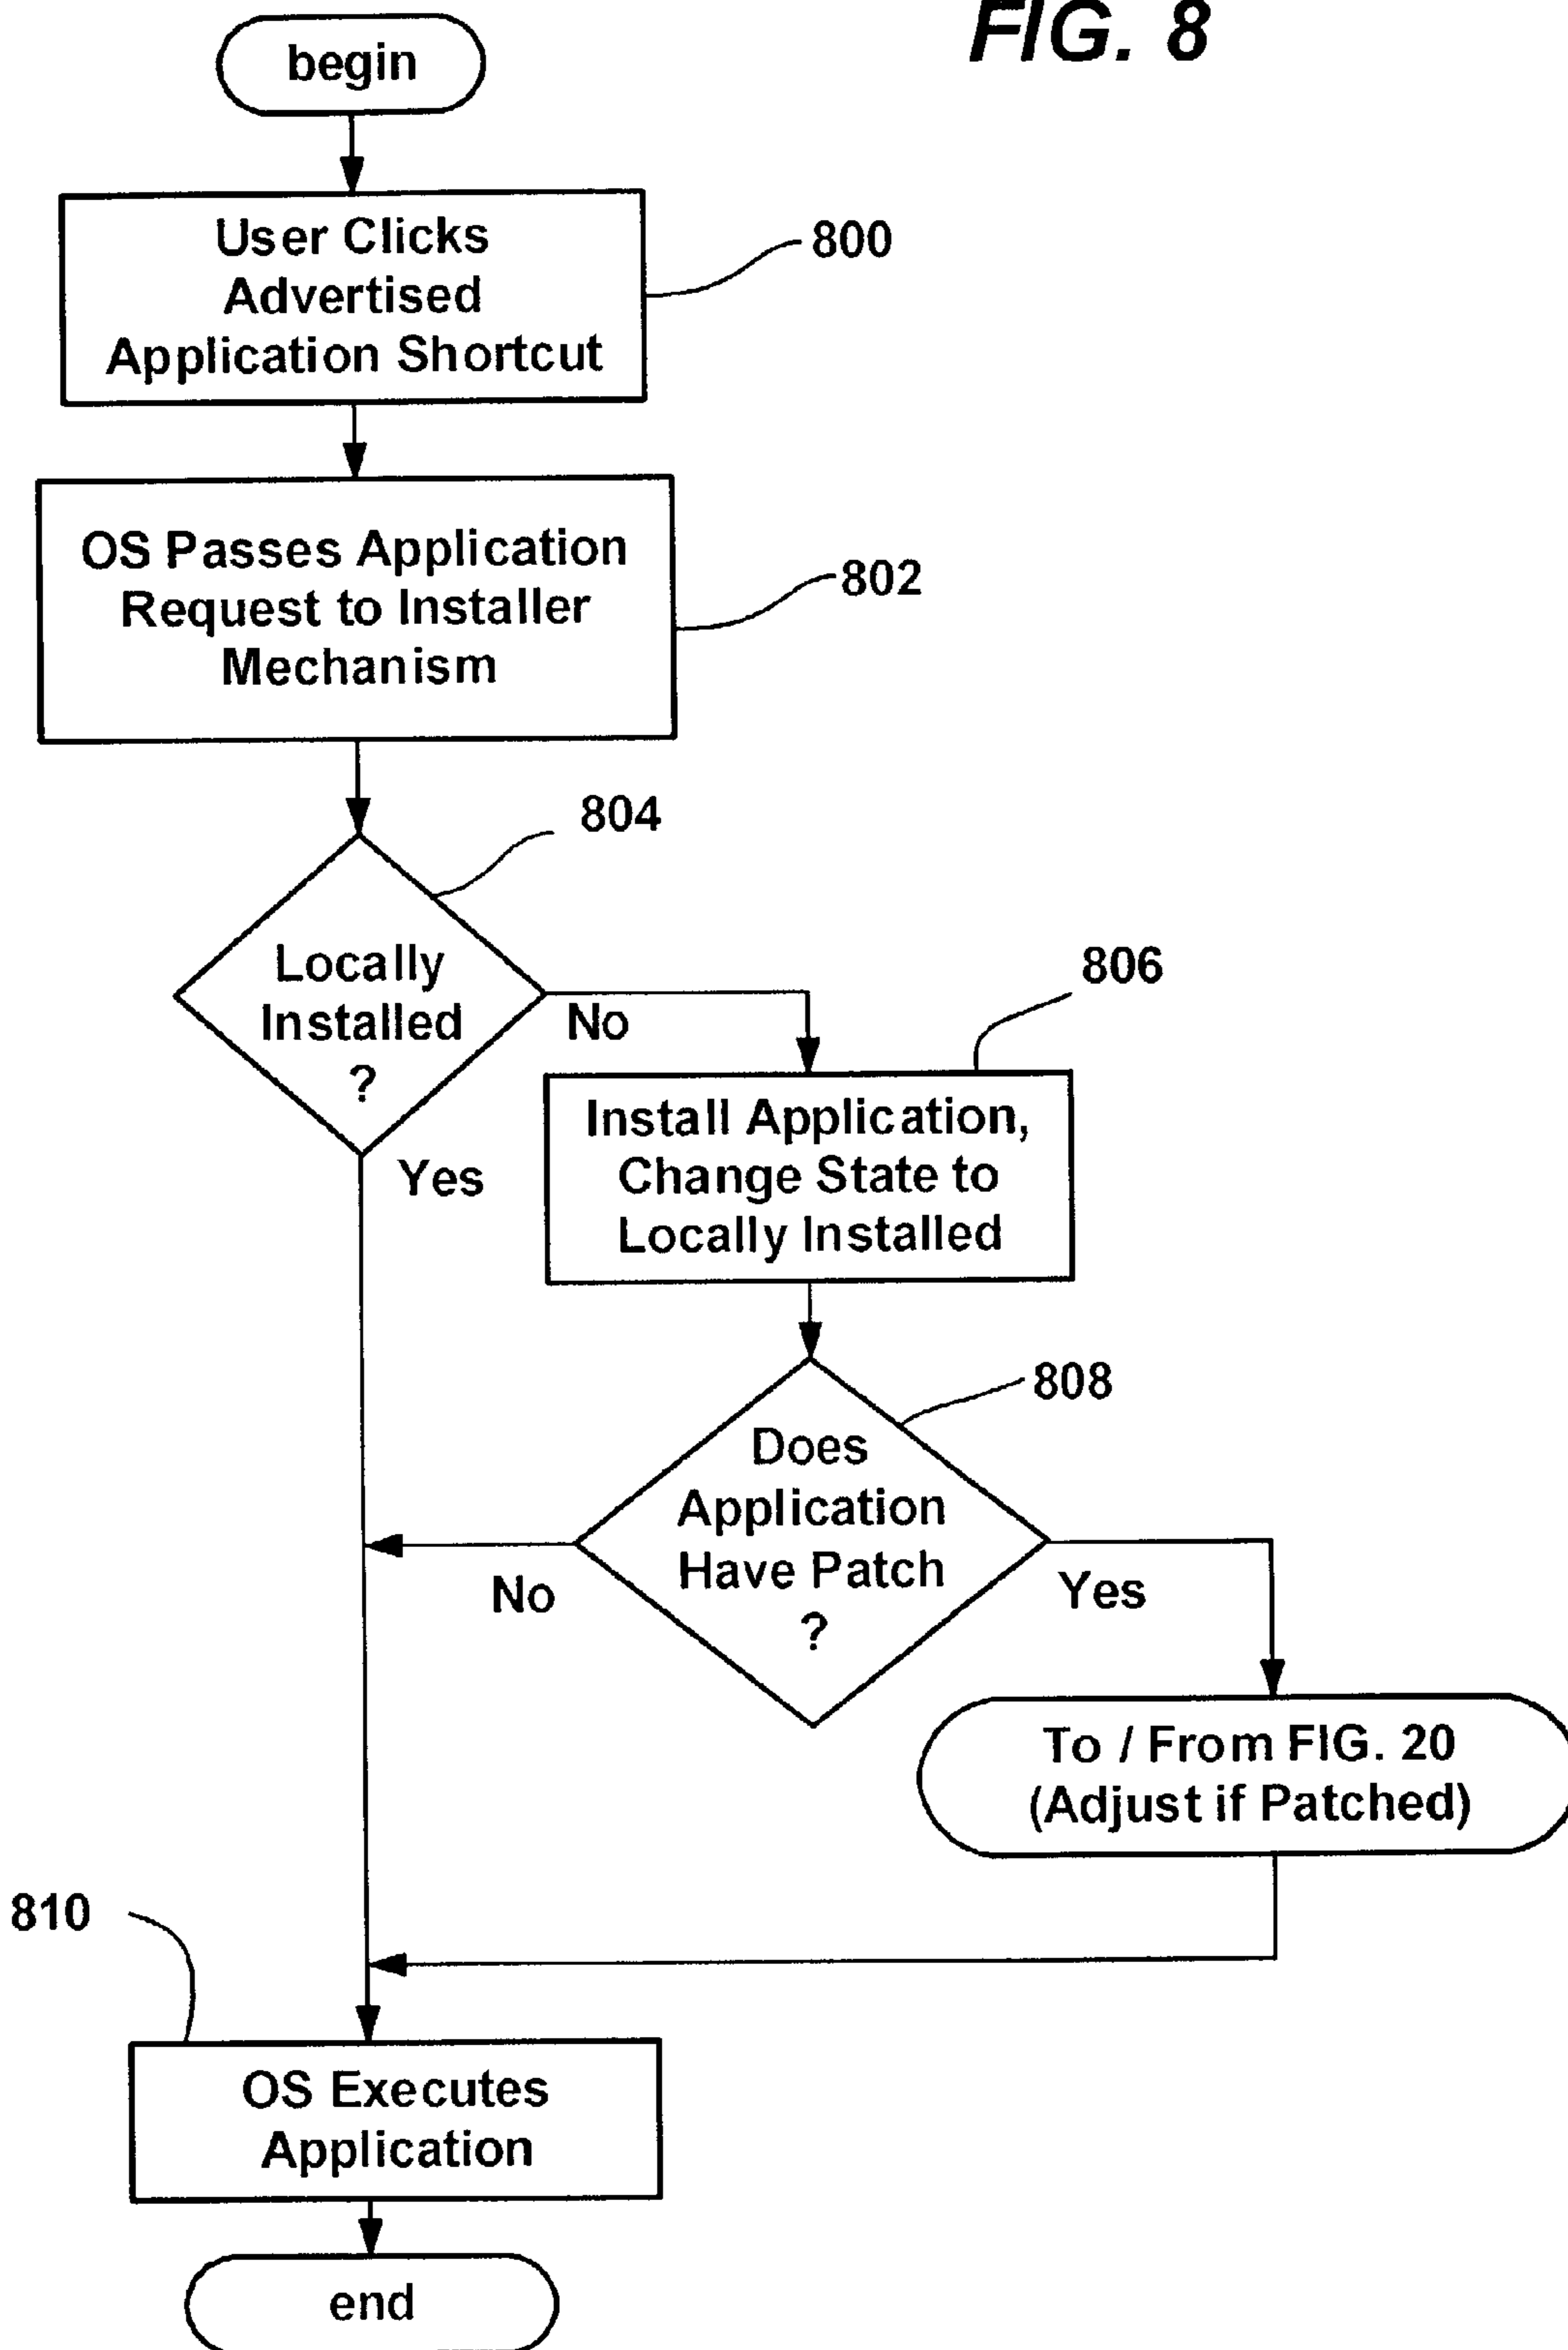 FIG. 8
begin
User Clicks
Advertised
Application Shortcut
800
OS Passes Application
Request to Installer
Mechanism
802
804
Locally
Installed
?
No
Yes
806
Install Application,
Change State to
Locally Installed
808
Does
Application
Have Patch
?
No
Yes
To / From FIG. 20
(Adjust if Patched)
810
OS Executes
Application
end